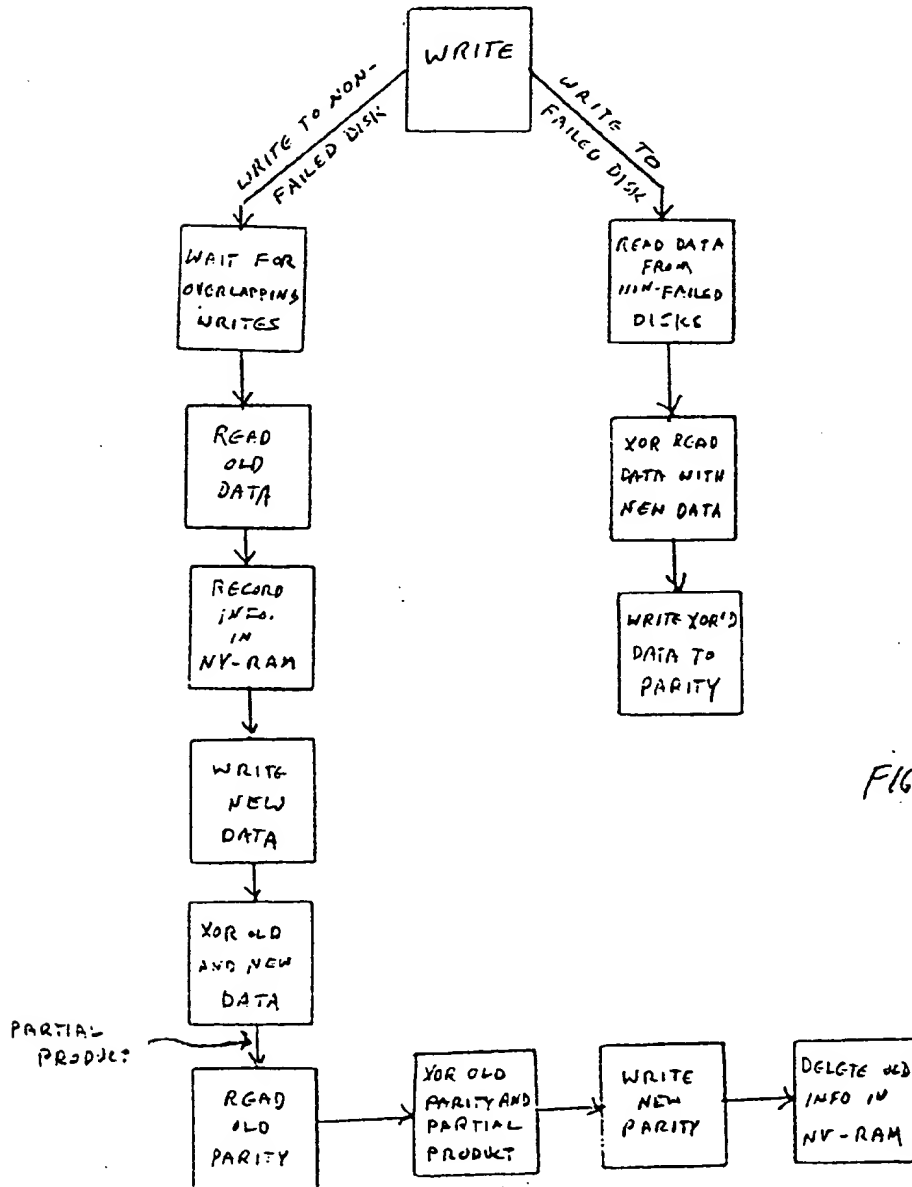 WRITE
WRITE TO NON-
FAILED DISK
WRITE TO
FAILED DISK
WAIT FOR
OVERLAPPING
WRITES
READ DATA
FROM
NON-FAILED
DISKS
READ
OLD
DATA
XOR READ
DATA WITH
NEW DATA
RECORD
INFO.
IN
NV-RAM
WRITE XOR'D
DATA TO
PARITY
WRITE
NEW
DATA
FIG
XOR OLD
AND NEW
DATA
PARTIAL
PRODUCT
READ
OLD
PARITY
XOR OLD
PARITY AND
PARTIAL
PRODUCT
WRITE
NEW
PARITY
DELETE OLD
INFO IN
NV-RAM